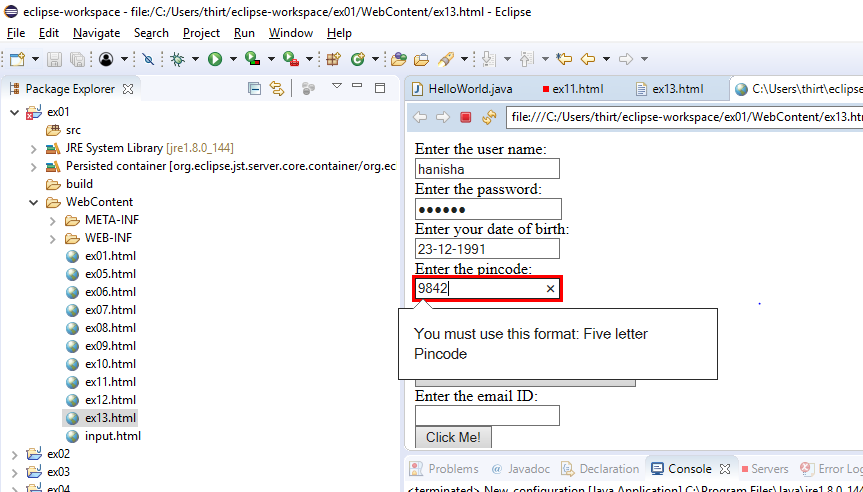 eclipse-workspace - file:/C:/Users/thirt/eclipse-workspace/ex01/WebContent/ex13.html - Eclipse
File Edit Navigate Search Project Run Window Help
Package Explorer
HelloWorld.java ex11.html ex13.html C:\Users\thirt\eclipse
file:///C:/Users/thirt/eclipse-workspace/ex01/WebContent/ex13.htm
ex01
src
JRE System Library [jre1.8.0_144]
Persisted container [org.eclipse.jst.server.core.container/org.ec
build
WebContent
META-INF
WEB-INF
ex01.html
ex05.html
ex06.html
ex07.html
ex08.html
ex09.html
ex10.html
ex11.html
ex12.html
ex13.html
input.html
ex02
ex03
ex04
Enter the user name:
hanisha
Enter the password:
●●●●●●
Enter your date of birth:
23-12-1991
Enter the pincode:
9842
You must use this format: Five letter
Pincode
Enter the email ID:
Click Me!
Problems @ Javadoc Declaration Console Servers Error Log
<terminated> New_configuration [Java Application] C:\Program Files\Java\jre1.8.0_144